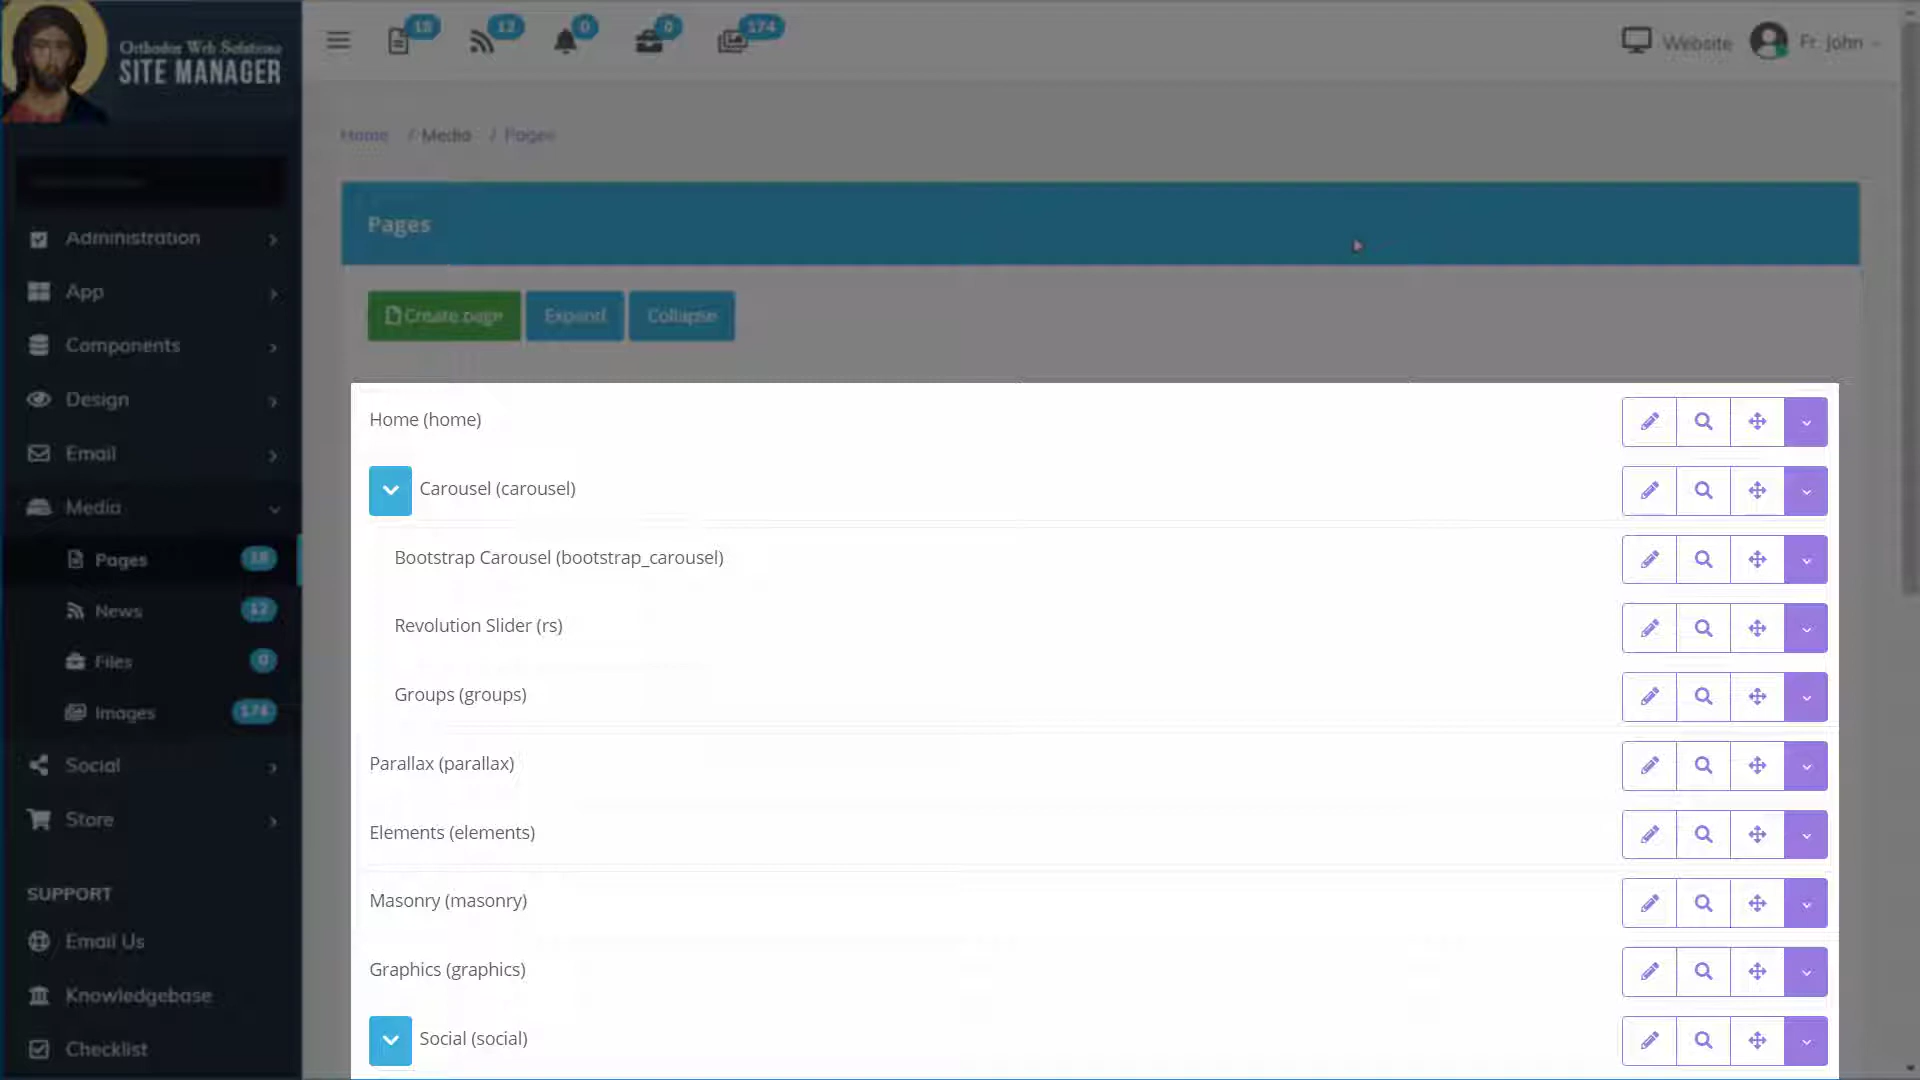 Orthodox Web Solutions
SITE MANAGER
18
12
0
0
174
Website
Fr. John
Home / Media / Pages
Administration
App
Components
Design
Email
Media
Pages
18
News
12
Files
0
Images
174
Social
Store
SUPPORT
Email Us
Knowledgebase
Checklist
Pages
Create page
Expand
Collapse
Home (home)
Carousel (carousel)
Bootstrap Carousel (bootstrap_carousel)
Revolution Slider (rs)
Groups (groups)
Parallax (parallax)
Elements (elements)
Masonry (masonry)
Graphics (graphics)
Social (social)